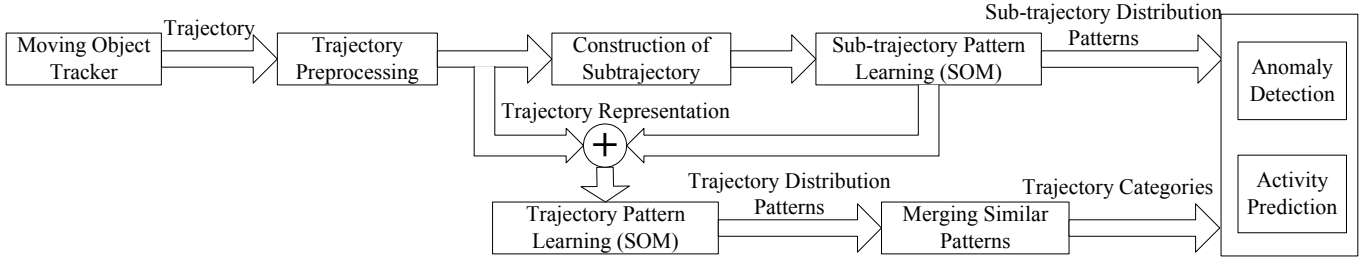 Trajectory
Sub-trajectory Distribution
Patterns
Moving Object
Tracker
Trajectory
Preprocessing
Construction of
Subtrajectory
Sub-trajectory Pattern
Learning (SOM)
Anomaly
Detection
Trajectory Representation
+
Trajectory Distribution
Patterns
Trajectory Categories
Activity
Prediction
Trajectory Pattern
Learning (SOM)
Merging Similar
Patterns